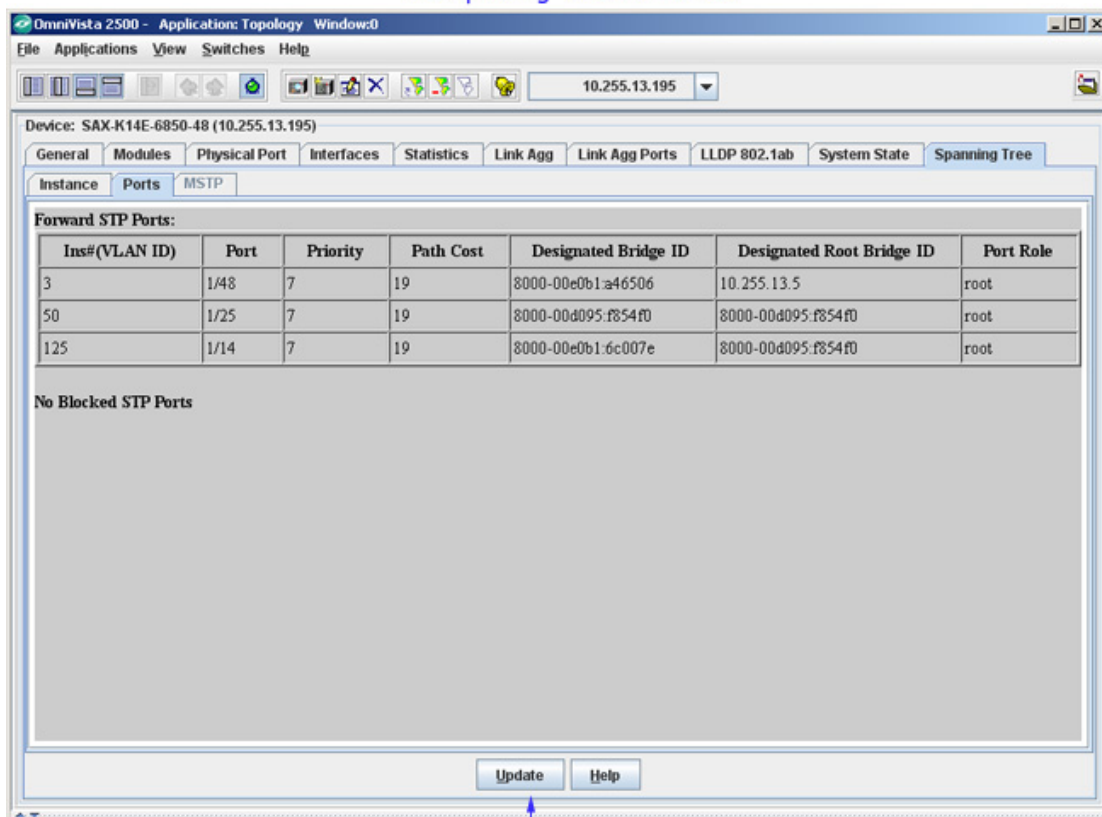 OmniVista 2500 - Application: Topology Window:0
File Applications View Switches Help
10.255.13.195
Device: SAX-K14E-6850-48 (10.255.13.195)
General Modules Physical Port Interfaces Statistics Link Agg Link Agg Ports LLDP 802.1ab System State Spanning Tree
Instance Ports MSTP
Forward STP Ports:
Ins#(VLAN ID) Port Priority Path Cost Designated Bridge ID Designated Root Bridge ID Port Role
3 1/48 7 19 8000-00e0b1:a46506 10.255.13.5 root
50 1/25 7 19 8000-00d095:f854f0 8000-00d095:f854f0 root
125 1/14 7 19 8000-00e0b1:6c007e 8000-00d095:f854f0 root
No Blocked STP Ports
Update Help